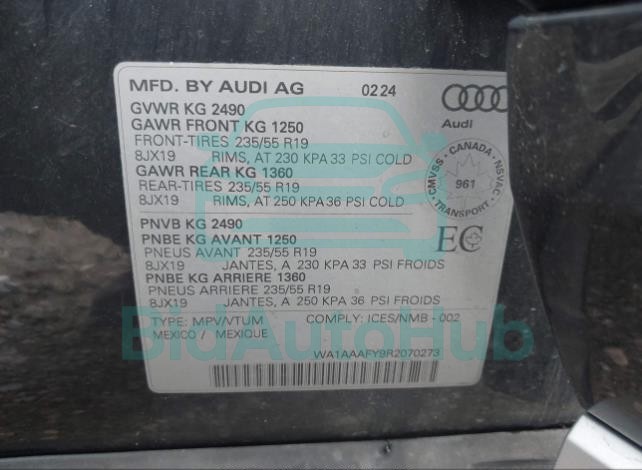 MFD. BY AUDI AG 02 24
GVWR KG 2490
GAWR FRONT KG 1250
FRONT-TIRES 235/55 R19
8JX19 RIMS, AT 230 KPA 33 PSI COLD
GAWR REAR KG 1360
REAR-TIRES 235/55 R19
8JX19 RIMS, AT 250 KPA 36 PSI COLD
PNVB KG 2490
PNBE KG AVANT 1250
PNEUS AVANT 235/55 R19
8JX19 JANTES, A 230 KPA 33 PSI FROIDS
PNBE KG ARRIERE 1360
PNEUS ARRIERE 235/55 R19
8JX19 JANTES, A 250 KPA 36 PSI FROIDS
TYPE: MPV/VTUM COMPLY: ICES/NMB - 002
MEXICO / MEXIQUE
WA1AAAFY9R2070273
Audi
CMVSS - CANADA - NSVAC
961
TRANSPORT
EC
BidAutoHub